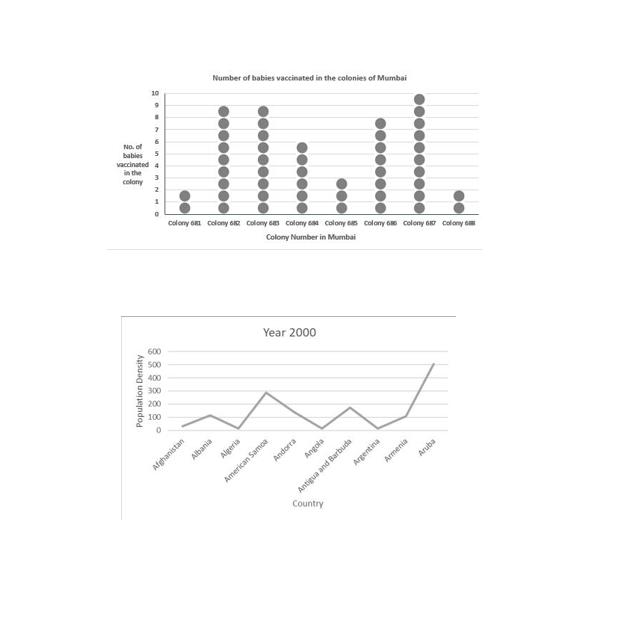 Number of babies vaccinated in the colonies of Mumbai
10
9
8
7
6
5
4
3
2
1
0
No. of
babies
vaccinated
in the
colony
Colony 681 Colony 682 Colony 683 Colony 684 Colony 685 Colony 686 Colony 687 Colony 688
Colony Number in Mumbai
Year 2000
600
500
400
300
200
100
0
Population Density
Afghanistan
Albania
Algeria
American Samoa
Andorra
Angola
Antigua and Barbuda
Argentina
Armenia
Aruba
Country